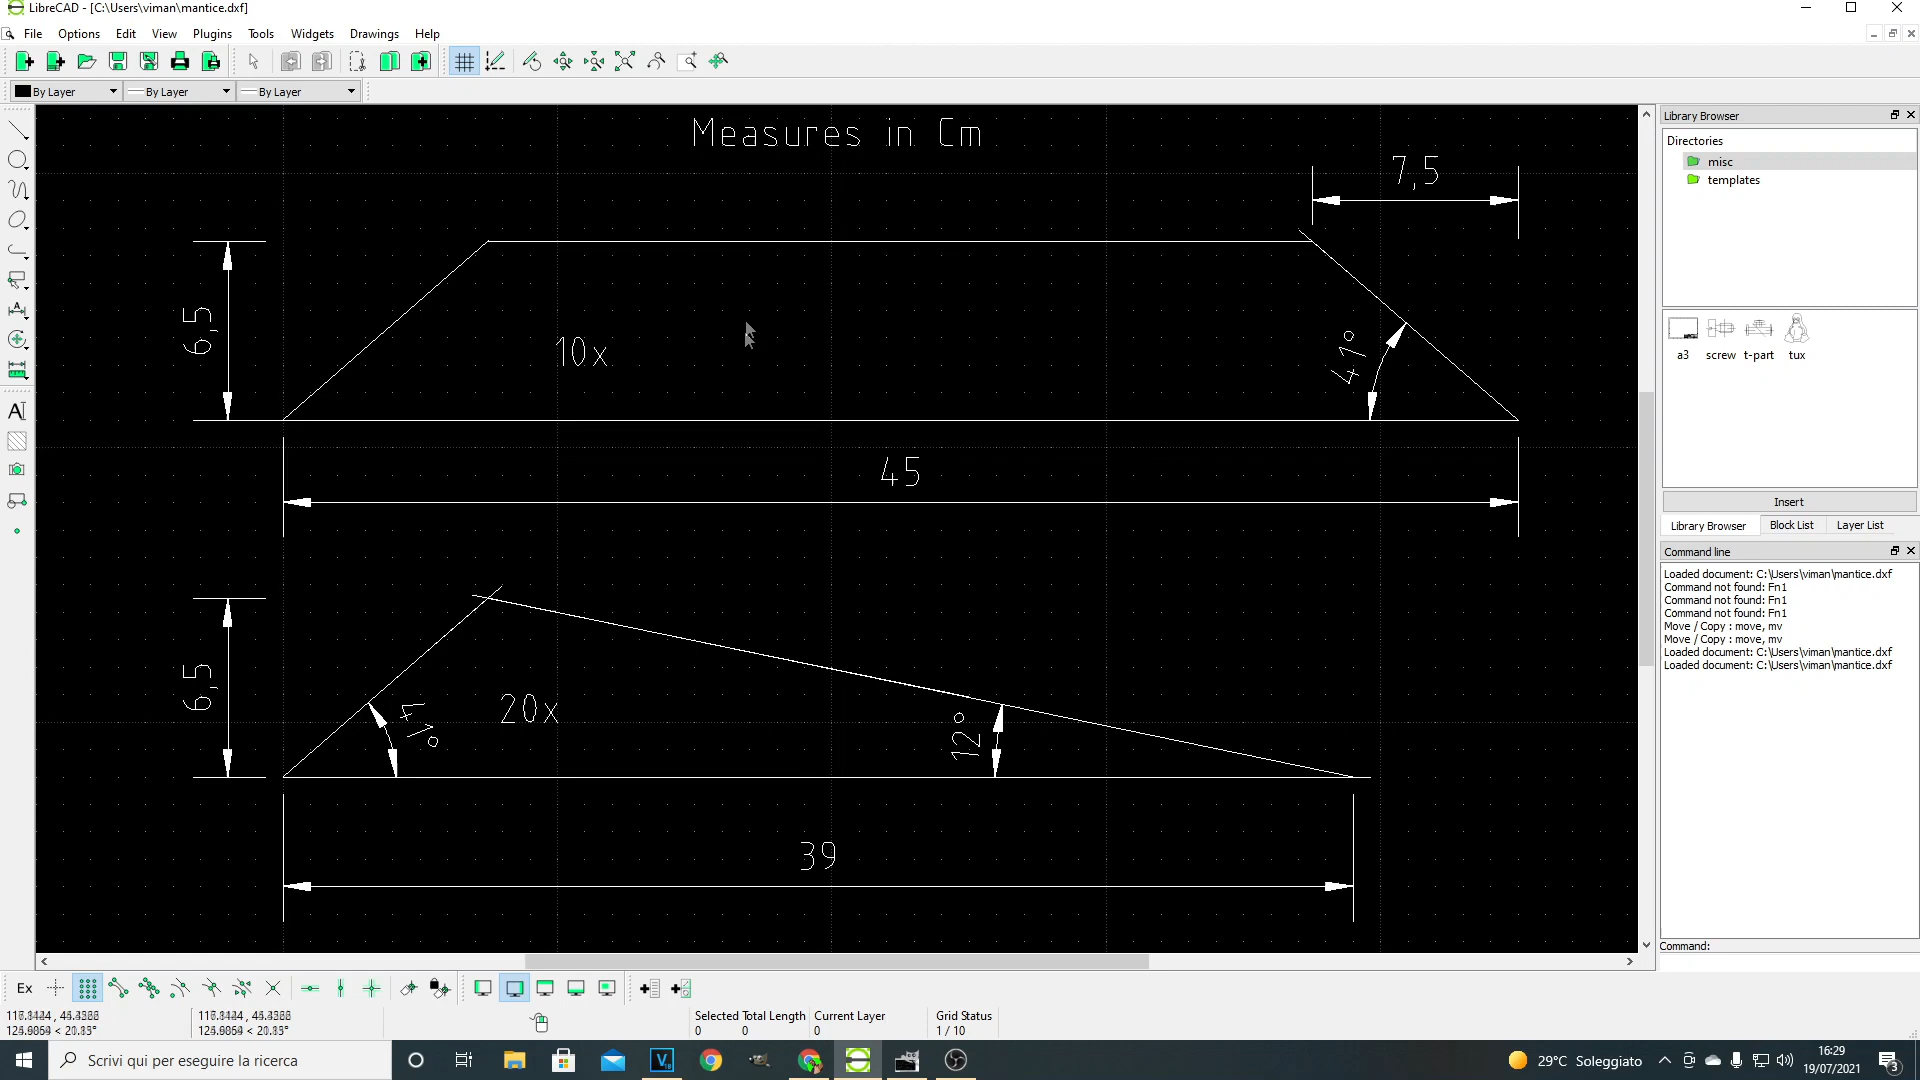 LibreCAD - [C:\Users\viman\mantice.dxf]
File Options Edit View Plugins Tools Widgets Drawings Help
By Layer By Layer By Layer
Measures in Cm
7,5
6,5
10x
41°
45
6,5
41°
20x
12°
39
Library Browser
Directories
misc
templates
a3 screw t-part tux
Insert
Library Browser Block List Layer List
Command line
Loaded document: C:\Users\viman\mantice.dxf
Command not found: Fn1
Command not found: Fn1
Command not found: Fn1
Move / Copy : move, mv
Move / Copy : move, mv
Loaded document: C:\Users\viman\mantice.dxf
Loaded document: C:\Users\viman\mantice.dxf
Command:
Ex
Selected Total Length Current Layer Grid Status
0 0 0 1 / 10
Scrivi qui per eseguire la ricerca
29°C Soleggiato
16:29
19/07/2021
3